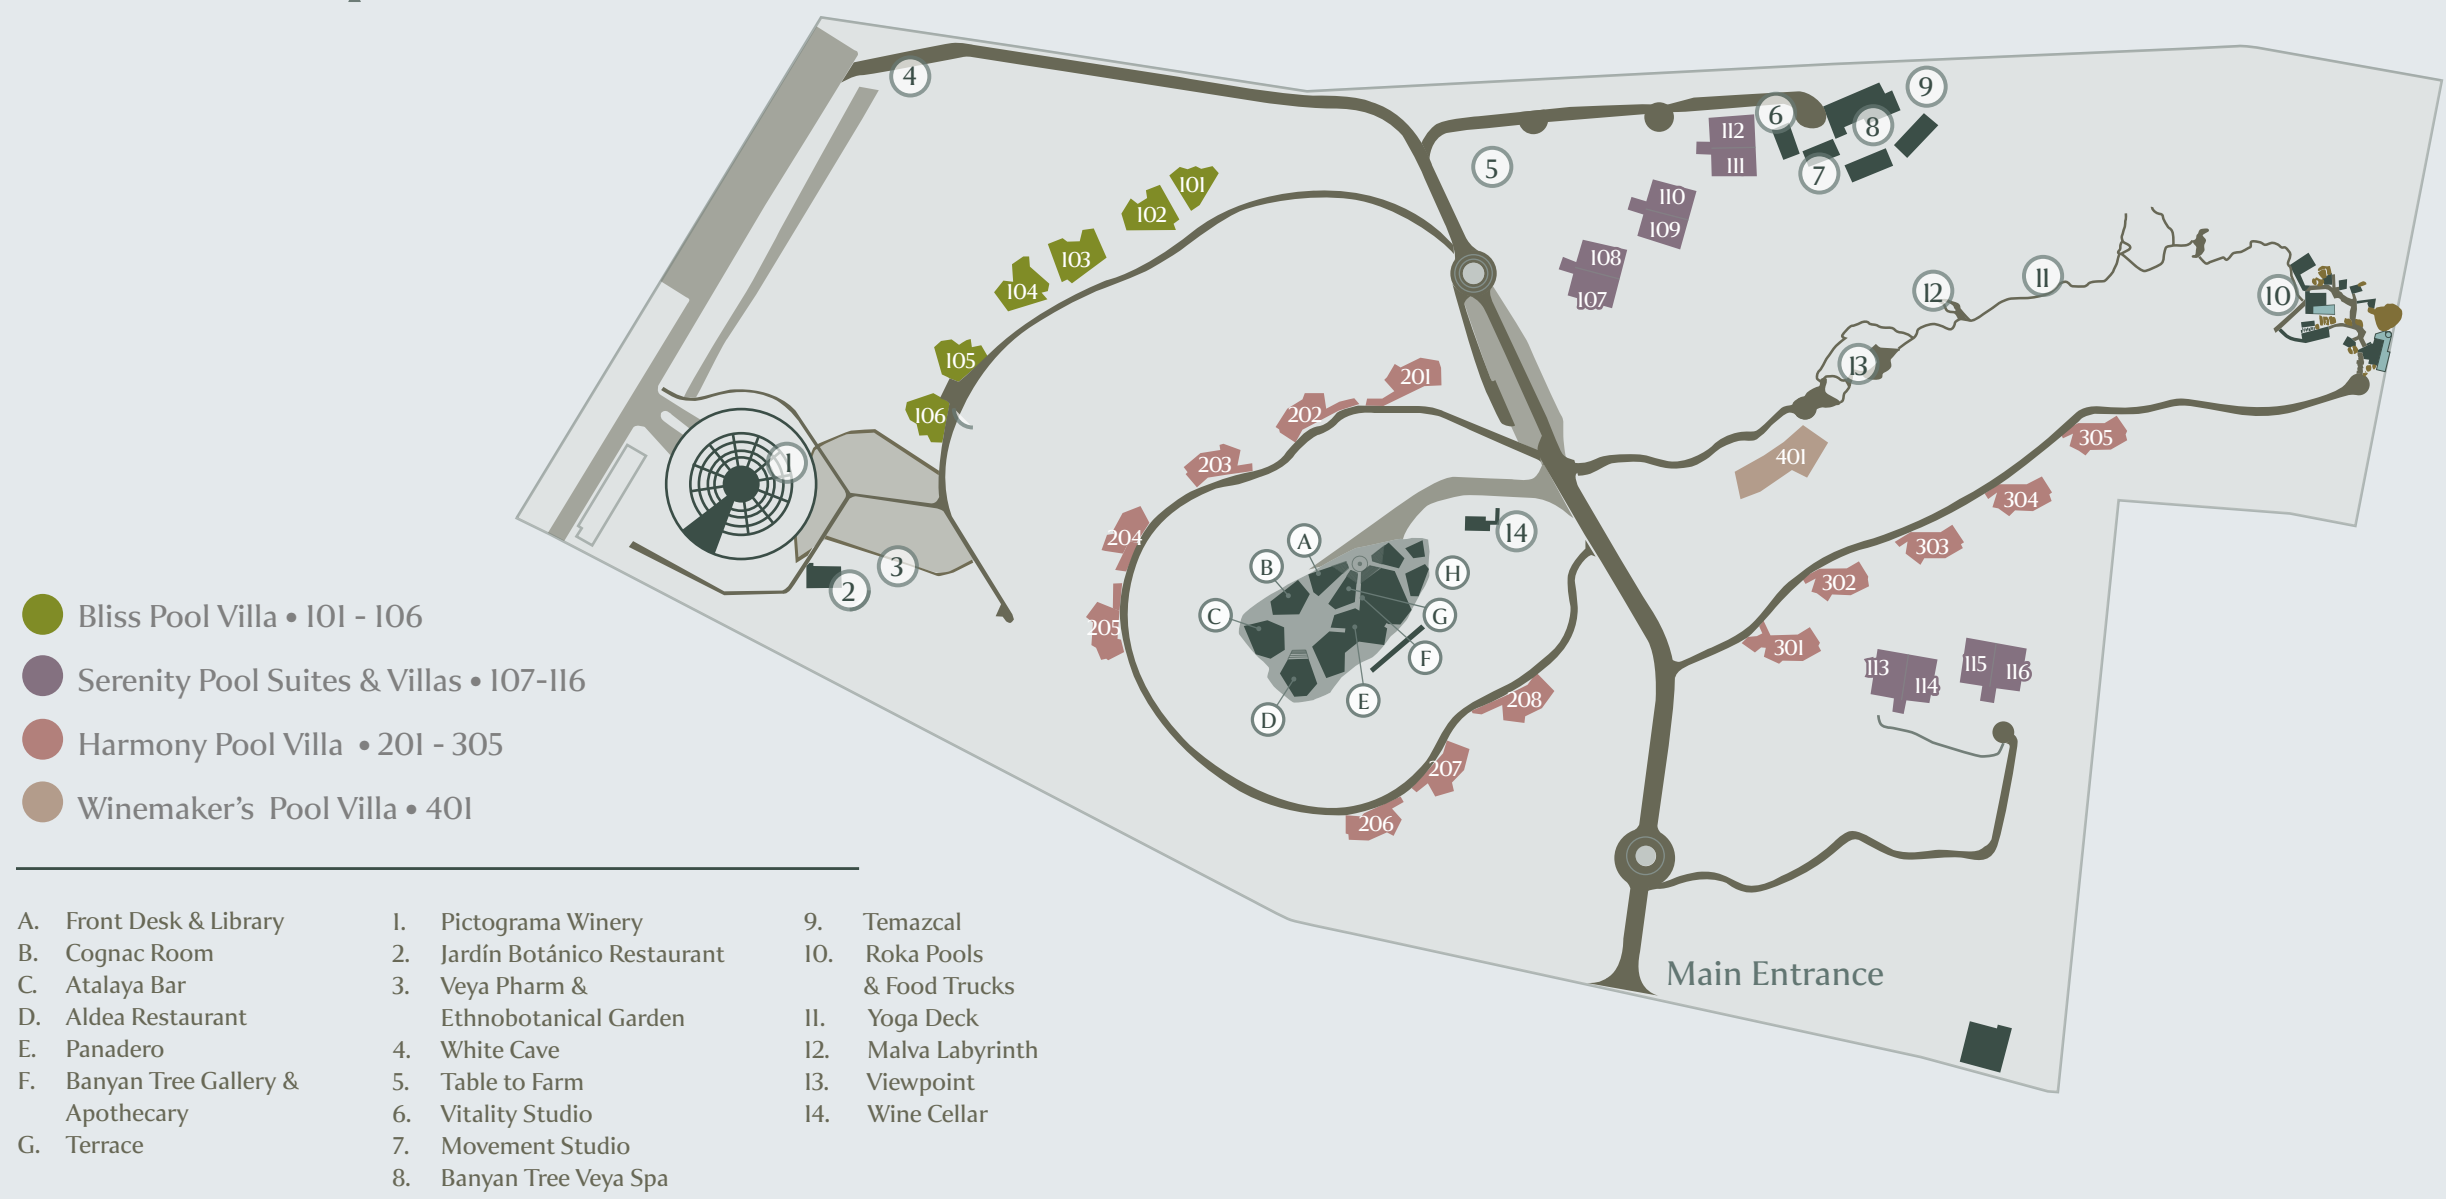 4
9
6
8
112
111
7
5
101
110
102
109
103
108
104
107
11
12
10
105
13
201
106
202
401
305
1
203
304
14
204
303
A
B
H
3
302
2
C
G
205
301
F
113
115
116
114
E
208
D
207
206
Bliss Pool Villa • 101 - 106
Serenity Pool Suites & Villas • 107-116
Harmony Pool Villa • 201 - 305
Winemaker's Pool Villa • 401
Main Entrance
A. Front Desk & Library
B. Cognac Room
C. Atalaya Bar
D. Aldea Restaurant
E. Panadero
F. Banyan Tree Gallery &
Apothecary
G. Terrace
1. Pictograma Winery
2. Jardín Botánico Restaurant
3. Veya Pharm &
Ethnobotanical Garden
4. White Cave
5. Table to Farm
6. Vitality Studio
7. Movement Studio
8. Banyan Tree Veya Spa
9. Temazcal
10. Roka Pools
& Food Trucks
11. Yoga Deck
12. Malva Labyrinth
13. Viewpoint
14. Wine Cellar